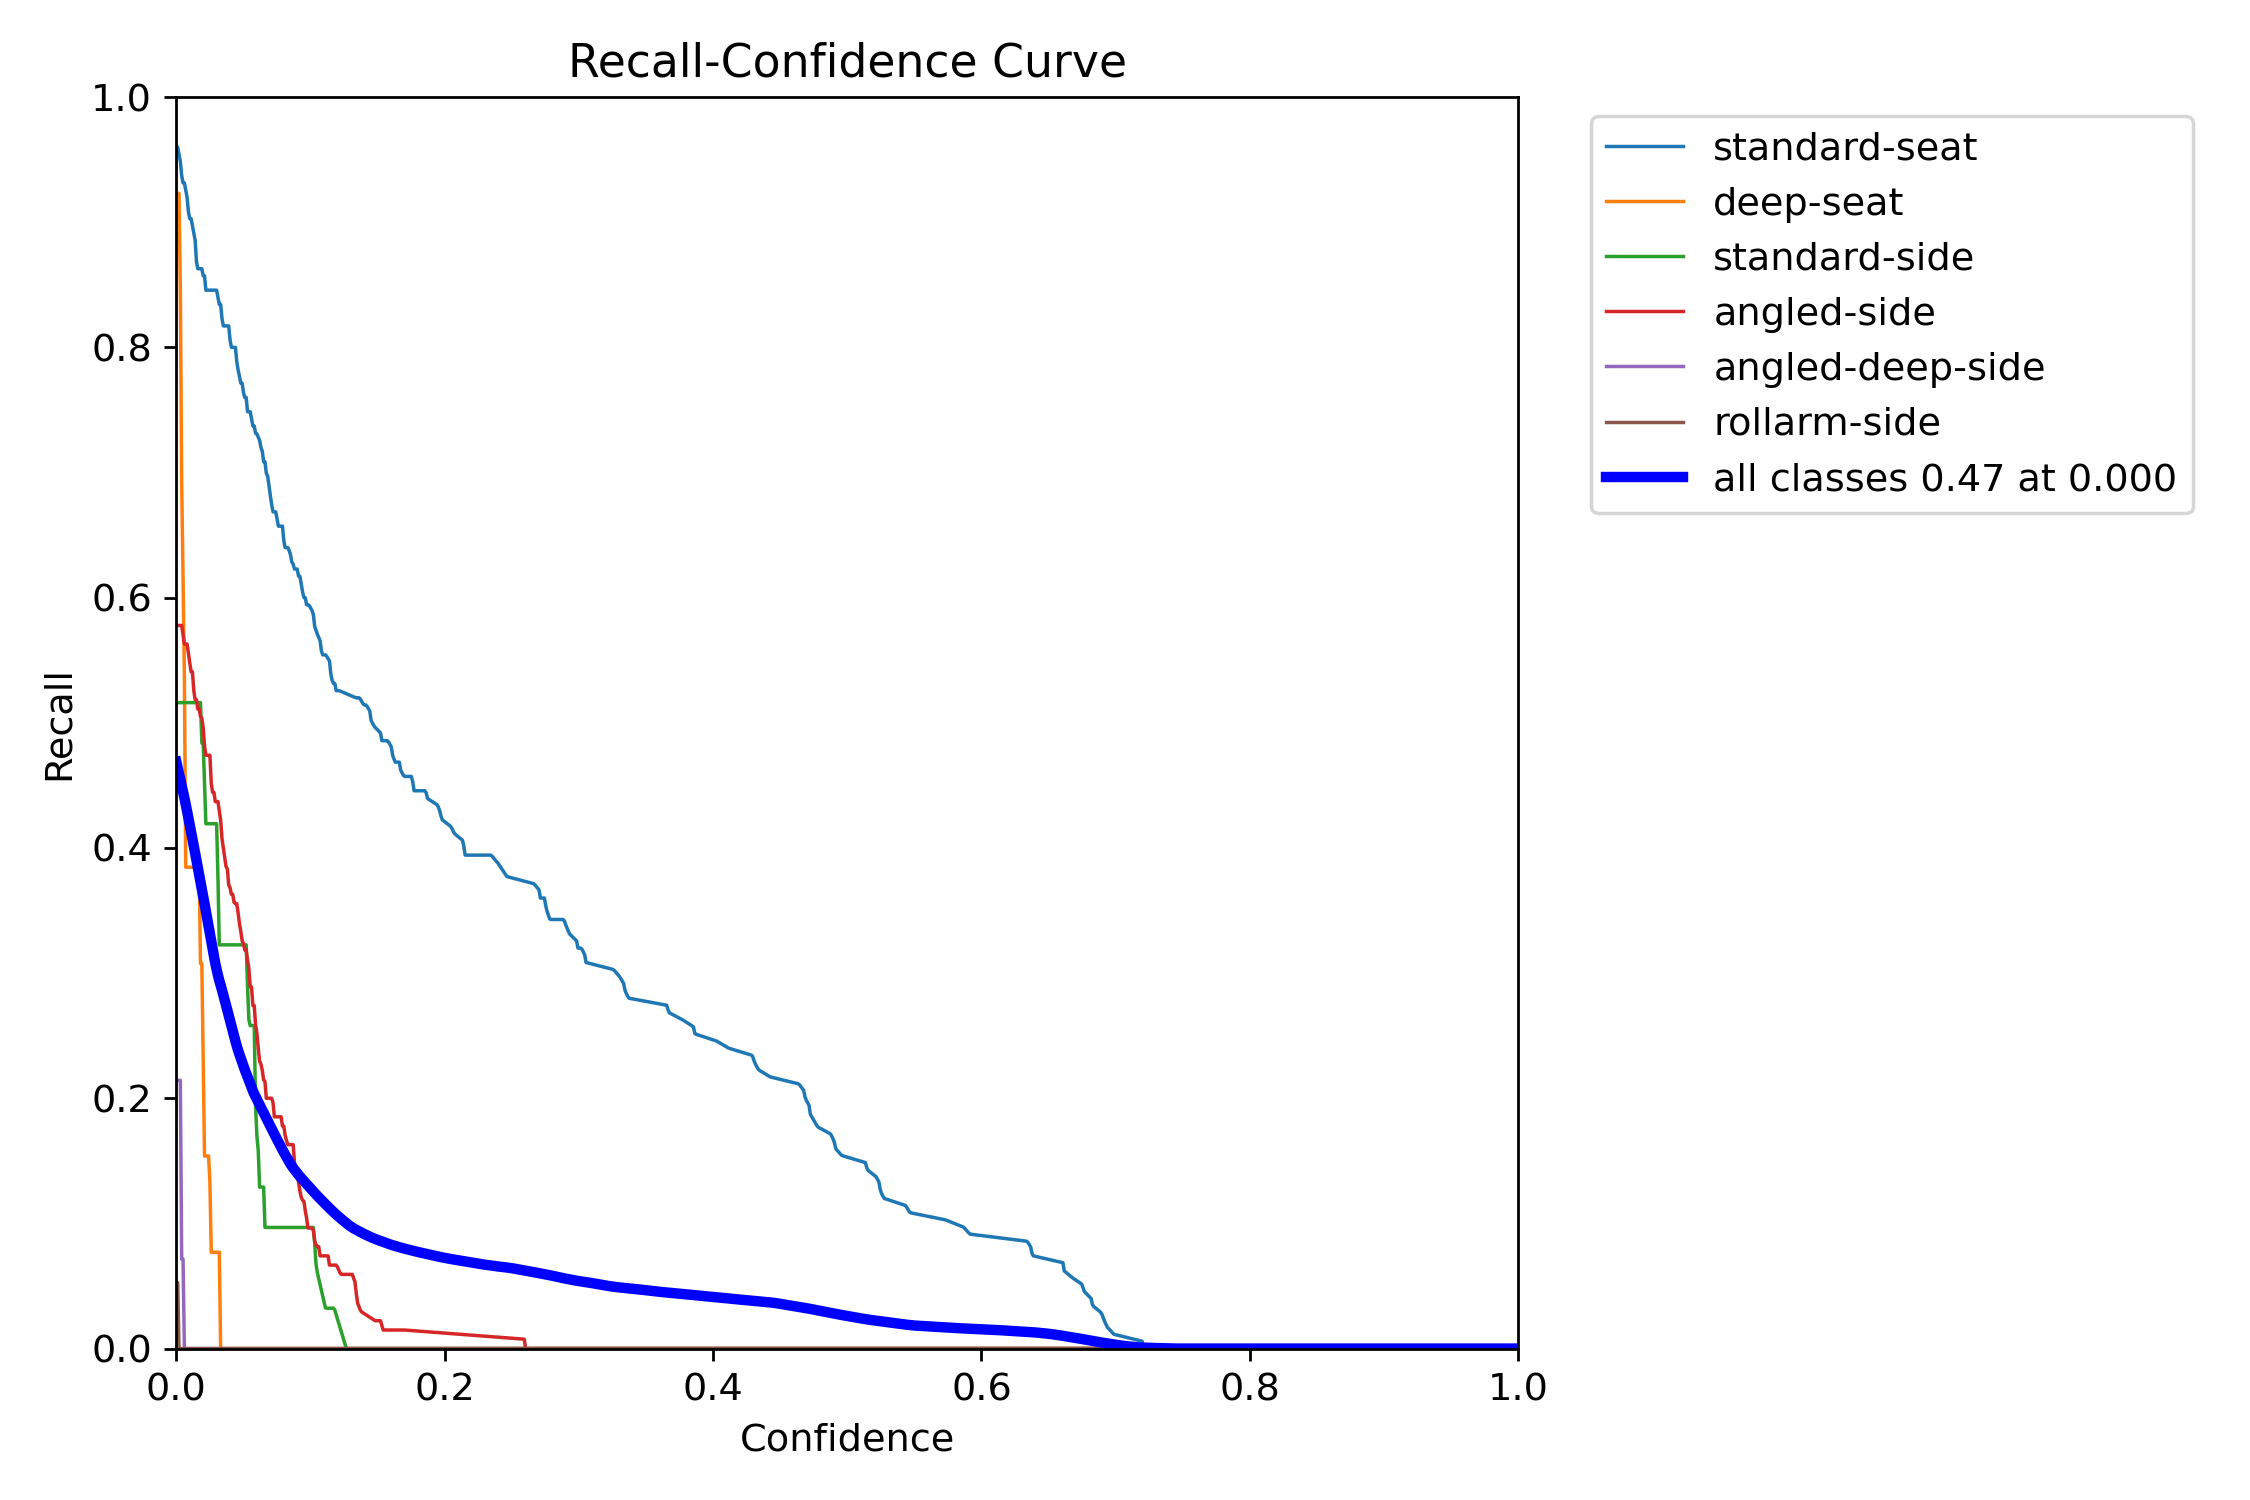 Recall-Confidence Curve
1.0
0.8
0.6
0.4
0.2
0.0
Recall
0.0 0.2 0.4 0.6 0.8 1.0
Confidence
standard-seat
deep-seat
standard-side
angled-side
angled-deep-side
rollarm-side
all classes 0.47 at 0.000